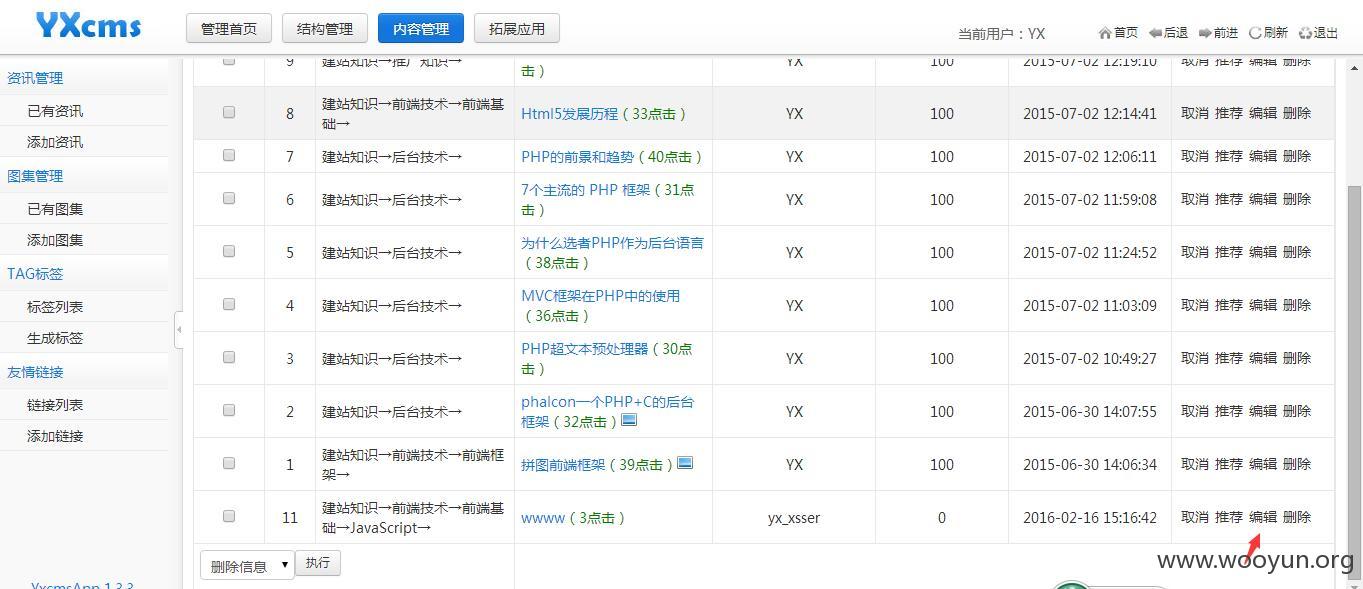 YXcms
管理首页 结构管理 内容管理 拓展应用
当前用户：YX 首页 后退 前进 刷新 退出
资讯管理
已有资讯
添加资讯
图集管理
已有图集
添加图集
TAG标签
标签列表
生成标签
友情链接
链接列表
添加链接
YxcmsApp 1.3.3
9 建站知识→推广知识→ 击） YX 100 2015-07-02 12:19:10 取消 推荐 编辑 删除
8 建站知识→前端技术→前端基 Html5发展历程（33点击） YX 100 2015-07-02 12:14:41 取消 推荐 编辑 删除
础→
7 建站知识→后台技术→ PHP的前景和趋势（40点击） YX 100 2015-07-02 12:06:11 取消 推荐 编辑 删除
6 建站知识→后台技术→ 7个主流的 PHP 框架（31点 YX 100 2015-07-02 11:59:08 取消 推荐 编辑 删除
击）
5 建站知识→后台技术→ 为什么选者PHP作为后台语言 YX 100 2015-07-02 11:24:52 取消 推荐 编辑 删除
（38点击）
4 建站知识→后台技术→ MVC框架在PHP中的使用 YX 100 2015-07-02 11:03:09 取消 推荐 编辑 删除
（36点击）
3 建站知识→后台技术→ PHP超文本预处理器（30点 YX 100 2015-07-02 10:49:27 取消 推荐 编辑 删除
击）
2 建站知识→后台技术→ phalcon一个PHP+C的后台 YX 100 2015-06-30 14:07:55 取消 推荐 编辑 删除
框架（32点击）
1 建站知识→前端技术→前端框 拼图前端框架（39点击） YX 100 2015-06-30 14:06:34 取消 推荐 编辑 删除
架→
11 建站知识→前端技术→前端基 wwww（3点击） yx_xsser 0 2016-02-16 15:16:42 取消 推荐 编辑 删除
础→JavaScript→
删除信息 执行
www.wooyun.org